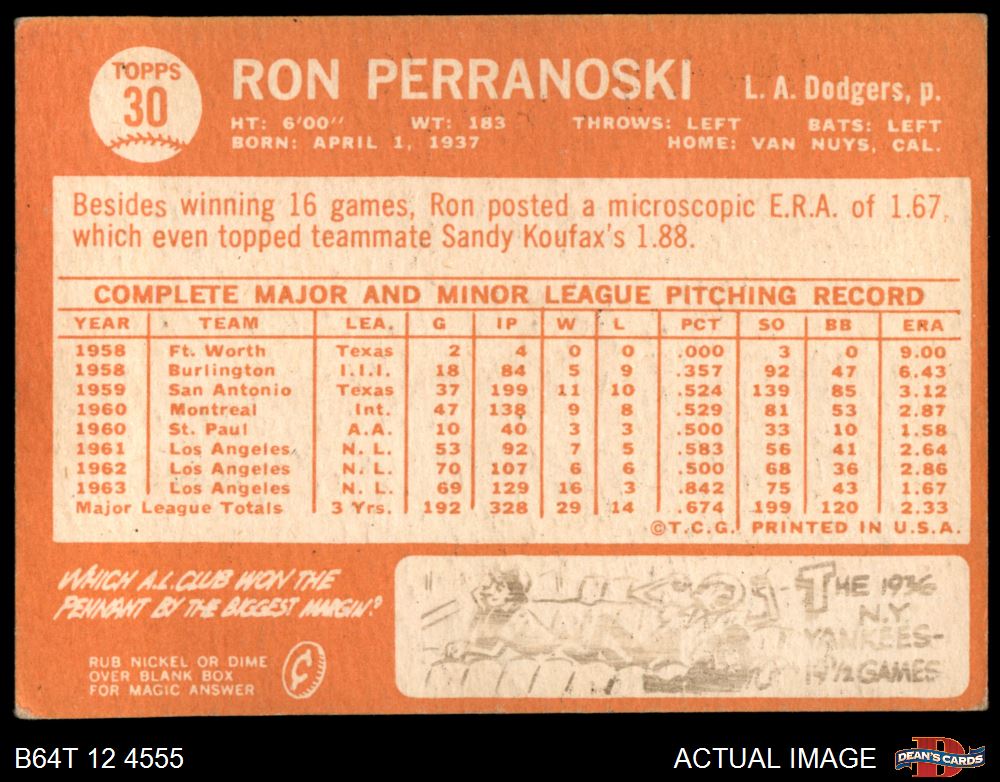 TOPPS
30
RON PERRANOSKI
L. A. Dodgers, p.
HT: 6'00" WT: 183 THROWS: LEFT BATS: LEFT
BORN: APRIL 1, 1937 HOME: VAN NUYS, CAL.
Besides winning 16 games, Ron posted a microscopic E.R.A. of 1.67,
which even topped teammate Sandy Koufax's 1.88.
COMPLETE MAJOR AND MINOR LEAGUE PITCHING RECORD
YEAR TEAM LEA. G IP W L PCT SO BB ERA
1958 Ft. Worth Texas 2 4 0 0 .000 3 0 9.00
1958 Burlington I.I.I. 18 84 5 9 .357 92 47 6.43
1959 San Antonio Texas 37 199 11 10 .524 139 85 3.12
1960 Montreal Int. 47 138 9 8 .529 81 53 2.87
1960 St. Paul A.A. 10 40 3 3 .500 33 10 1.58
1961 Los Angeles N. L. 53 92 7 5 .583 56 41 2.64
1962 Los Angeles N. L. 70 107 6 6 .500 68 36 2.86
1963 Los Angeles N. L. 69 129 16 3 .842 75 43 1.67
Major League Totals 3 Yrs. 192 328 29 14 .674 199 120 2.33
©T.C.G. PRINTED IN U.S.A.
WHICH A.L. CLUB WON THE
PENNANT BY THE BIGGEST MARGIN?
RUB NICKEL OR DIME
OVER BLANK BOX
FOR MAGIC ANSWER
THE 1936
N.Y.
YANKEES-
19½ GAMES
B64T 12 4555
ACTUAL IMAGE
D
DEAN'S CARDS